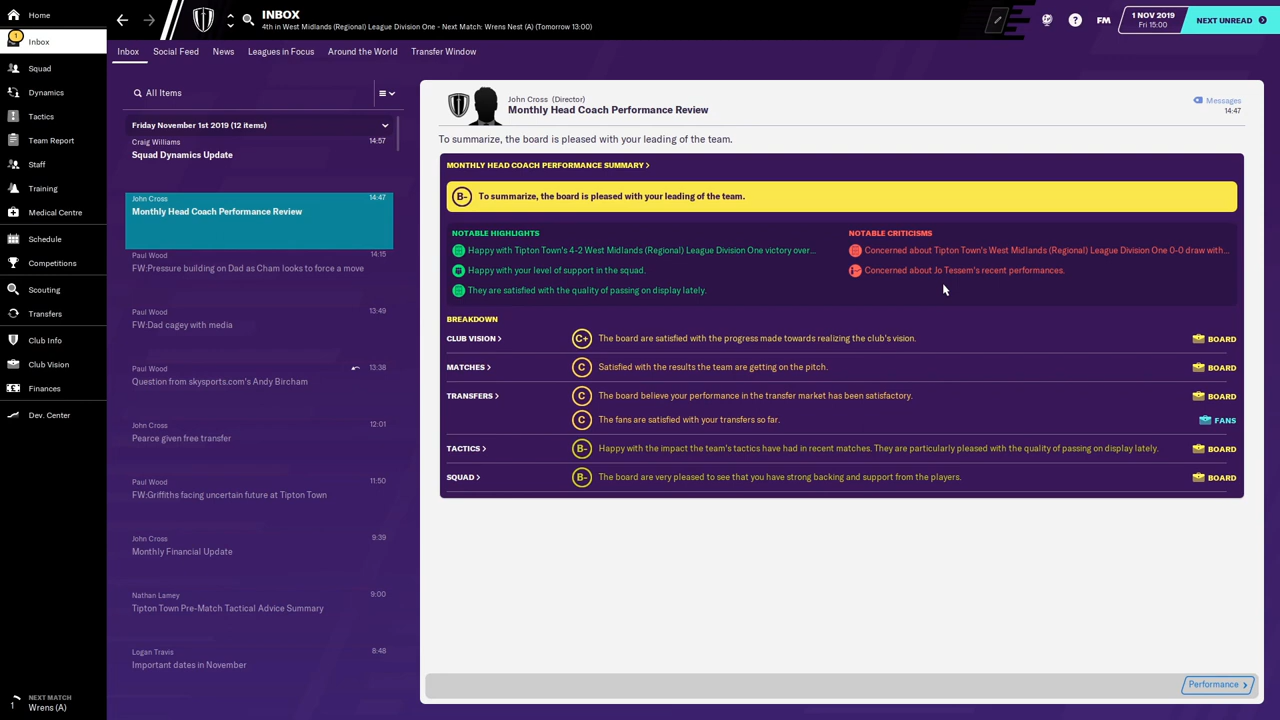 Home
INBOX
4th in West Midlands (Regional) League Division One - Next Match: Wrens Nest (A) (Tomorrow 13:00)
FM
1 NOV 2019
Fri 15:00
NEXT UNREAD
1
Inbox
Squad
Dynamics
Tactics
Team Report
Staff
Training
Medical Centre
Schedule
Competitions
Scouting
Transfers
Club Info
Club Vision
Finances
Dev. Center
1
NEXT MATCH
Wrens (A)
Inbox Social Feed News Leagues in Focus Around the World Transfer Window
All Items
Friday November 1st 2019 (12 items)
Craig Williams 14:57
Squad Dynamics Update
John Cross 14:47
Monthly Head Coach Performance Review
Paul Wood 14:15
FW:Pressure building on Dad as Cham looks to force a move
Paul Wood 13:49
FW:Dad cagey with media
Paul Wood 13:38
Question from skysports.com's Andy Bircham
John Cross 12:01
Pearce given free transfer
Paul Wood 11:50
FW:Griffiths facing uncertain future at Tipton Town
John Cross 9:39
Monthly Financial Update
Nathan Lamey 9:00
Tipton Town Pre-Match Tactical Advice Summary
Logan Travis 8:48
Important dates in November
John Cross (Director)
Monthly Head Coach Performance Review
Messages
14:47
To summarize, the board is pleased with your leading of the team.
MONTHLY HEAD COACH PERFORMANCE SUMMARY
B- To summarize, the board is pleased with your leading of the team.
NOTABLE HIGHLIGHTS
Happy with Tipton Town's 4-2 West Midlands (Regional) League Division One victory over...
Happy with your level of support in the squad.
They are satisfied with the quality of passing on display lately.
NOTABLE CRITICISMS
Concerned about Tipton Town's West Midlands (Regional) League Division One 0-0 draw with...
Concerned about Jo Tessem's recent performances.
BREAKDOWN
CLUB VISION C+ The board are satisfied with the progress made towards realizing the club's vision. BOARD
MATCHES C Satisfied with the results the team are getting on the pitch. BOARD
TRANSFERS C The board believe your performance in the transfer market has been satisfactory. BOARD
C The fans are satisfied with your transfers so far. FANS
TACTICS B- Happy with the impact the team's tactics have had in recent matches. They are particularly pleased with the quality of passing on display lately. BOARD
SQUAD B- The board are very pleased to see that you have strong backing and support from the players. BOARD
Performance